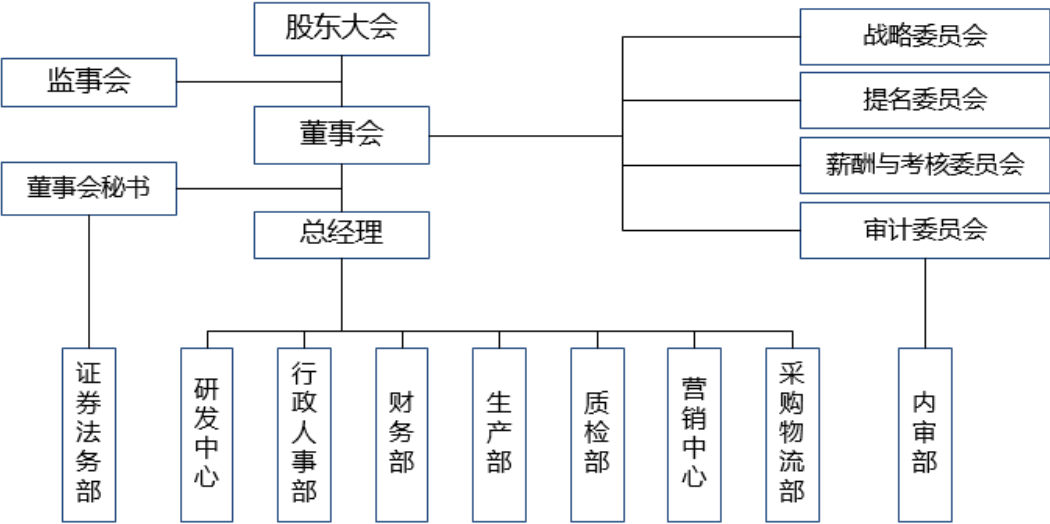 股东大会
战略委员会
监事会
提名委员会
董事会
薪酬与考核委员会
董事会秘书
总经理
审计委员会
证券法务部
研发中心
行政人事部
财务部
生产部
质检部
营销中心
采购物流部
内审部